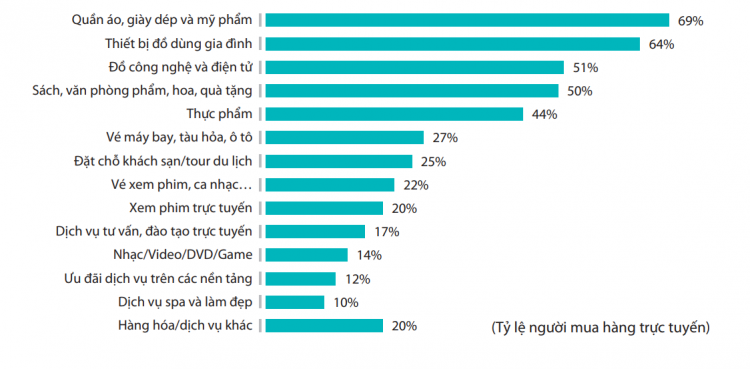 Quần áo, giày dép và mỹ phẩm 69%
Thiết bị đồ dùng gia đình 64%
Đồ công nghệ và điện tử 51%
Sách, văn phòng phẩm, hoa, quà tặng 50%
Thực phẩm 44%
Vé máy bay, tàu hỏa, ô tô 27%
Đặt chỗ khách sạn/tour du lịch 25%
Vé xem phim, ca nhạc… 22%
Xem phim trực tuyến 20%
Dịch vụ tư vấn, đào tạo trực tuyến 17%
Nhạc/Video/DVD/Game 14%
Ưu đãi dịch vụ trên các nền tảng 12%
Dịch vụ spa và làm đẹp 10%
Hàng hóa/dịch vụ khác 20% (Tỷ lệ người mua hàng trực tuyến)